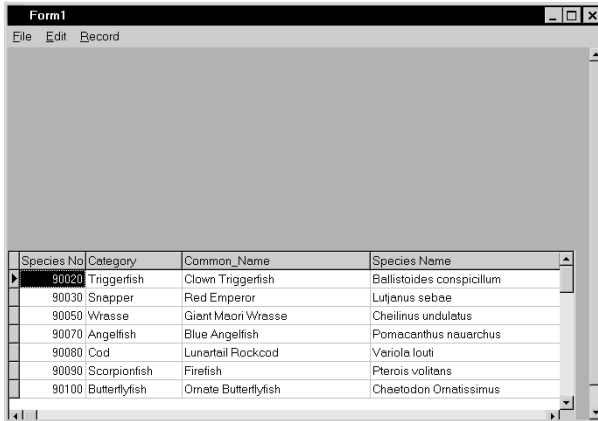 Form1
File Edit Record
Species No Category Common_Name Species Name
90020 Triggerfish Clown Triggerfish Ballistoides conspicillum
90030 Snapper Red Emperor Lutjanus sebae
90050 Wrasse Giant Maori Wrasse Cheilinus undulatus
90070 Angelfish Blue Angelfish Pomacanthus nauarchus
90080 Cod Lunartail Rockcod Variola louti
90090 Scorpionfish Firefish Pterois volitans
90100 Butterflyfish Ornate Butterflyfish Chaetodon Ornatissimus